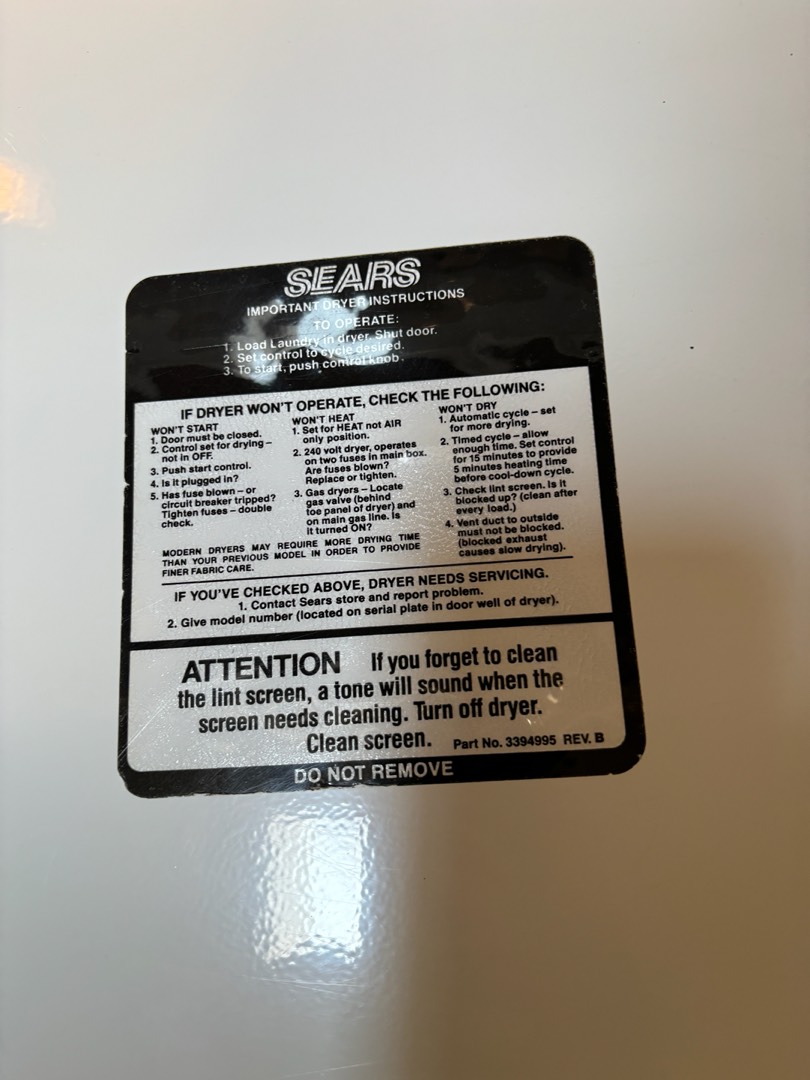 SEARS
IMPORTANT DRYER INSTRUCTIONS
TO OPERATE:
1. Load Laundry in dryer. Shut door.
2. Set control to cycle desired.
3. To start, push control knob.
IF DRYER WON'T OPERATE, CHECK THE FOLLOWING:
WON'T START
1. Door must be closed.
2. Control set for drying –
not in OFF.
3. Push start control.
4. Is it plugged in?
5. Has fuse blown – or
circuit breaker tripped?
Tighten fuses – double
check.
WON'T HEAT
1. Set for HEAT not AIR
only position.
2. 240 volt dryer, operates
on two fuses in main box.
Are fuses blown?
Replace or tighten.
3. Gas dryers – Locate
gas valve (behind
toe panel of dryer) and
on main gas line. Is
it turned ON?
WON'T DRY
1. Automatic cycle – set
for more drying.
2. Timed cycle – allow
enough time. Set control
for 15 minutes to provide
5 minutes heating time
before cool-down cycle.
3. Check lint screen. Is it
blocked up? (clean after
every load.)
4. Vent duct to outside
must not be blocked.
(blocked exhaust
causes slow drying).
MODERN DRYERS MAY REQUIRE MORE DRYING TIME
THAN YOUR PREVIOUS MODEL IN ORDER TO PROVIDE
FINER FABRIC CARE.
IF YOU'VE CHECKED ABOVE, DRYER NEEDS SERVICING.
1. Contact Sears store and report problem.
2. Give model number (located on serial plate in door well of dryer).
ATTENTION If you forget to clean
the lint screen, a tone will sound when the
screen needs cleaning. Turn off dryer.
Clean screen. Part No. 3394995 REV. B
DO NOT REMOVE